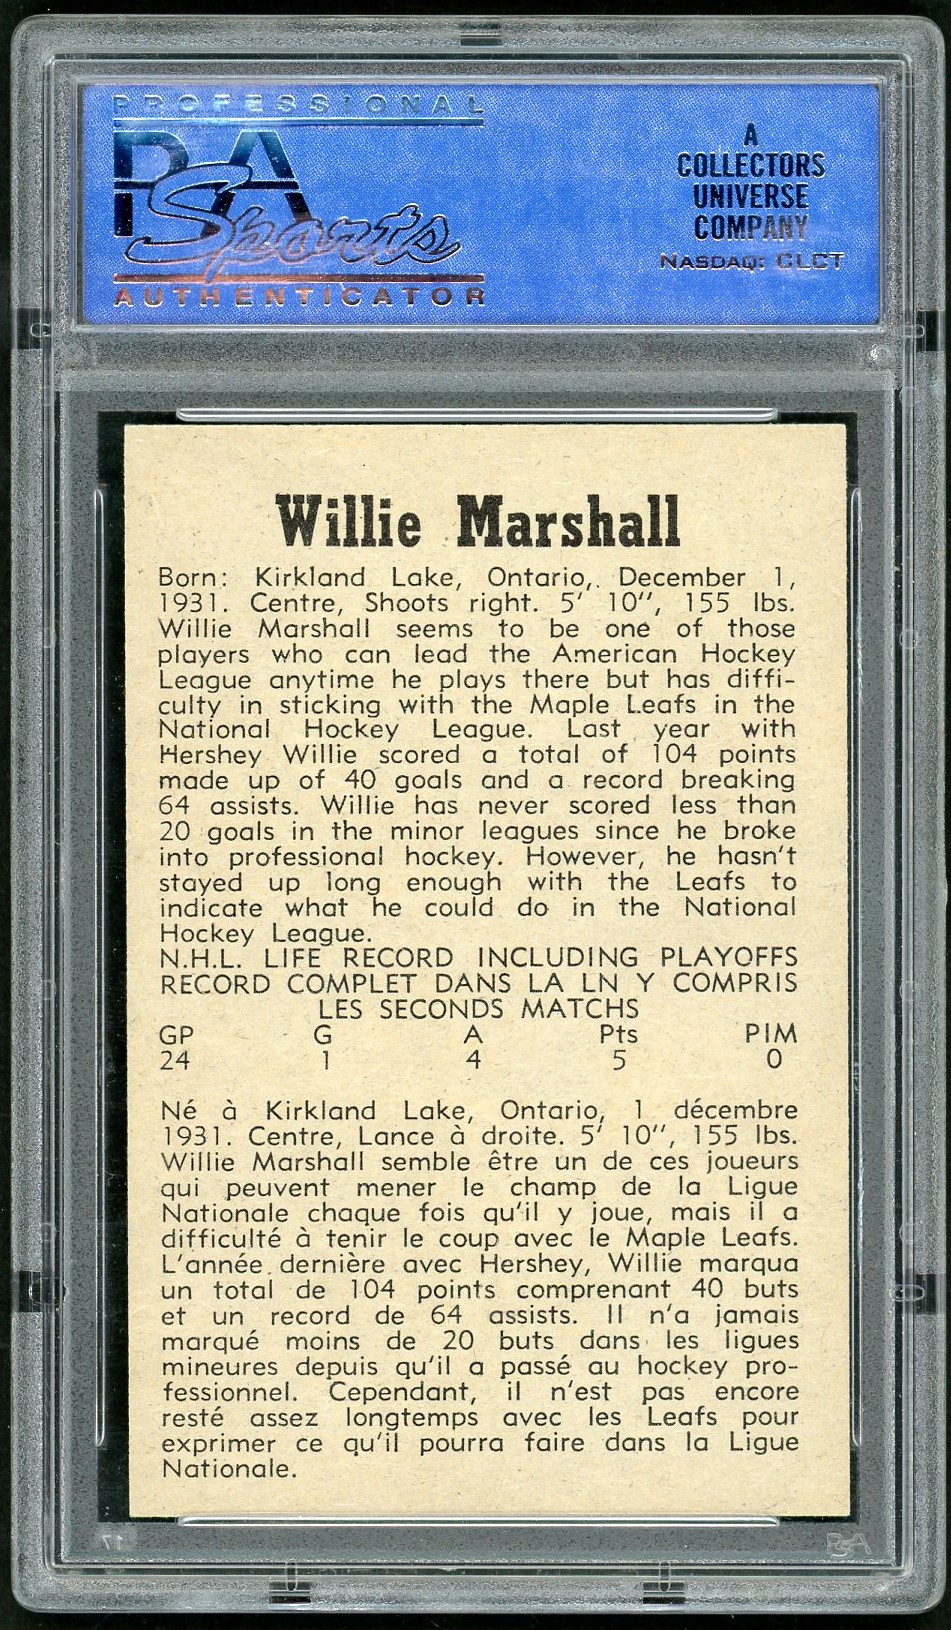 PROFESSIONAL
PSA
Sports
AUTHENTICATOR
A
COLLECTORS
UNIVERSE
COMPANY
NASDAQ: CLCT
Willie Marshall
Born: Kirkland Lake, Ontario, December 1,
1931. Centre, Shoots right. 5' 10", 155 lbs.
Willie Marshall seems to be one of those
players who can lead the American Hockey
League anytime he plays there but has diffi-
culty in sticking with the Maple Leafs in the
National Hockey League. Last year with
Hershey Willie scored a total of 104 points
made up of 40 goals and a record breaking
64 assists. Willie has never scored less than
20 goals in the minor leagues since he broke
into professional hockey. However, he hasn't
stayed up long enough with the Leafs to
indicate what he could do in the National
Hockey League.
N.H.L. LIFE RECORD INCLUDING PLAYOFFS
RECORD COMPLET DANS LA LN Y COMPRIS
LES SECONDS MATCHS
GP G A Pts PIM
24 1 4 5 0
Né à Kirkland Lake, Ontario, 1 décembre
1931. Centre, Lance à droite. 5' 10", 155 lbs.
Willie Marshall semble être un de ces joueurs
qui peuvent mener le champ de la Ligue
Nationale chaque fois qu'il y joue, mais il a
difficulté à tenir le coup avec le Maple Leafs.
L'année dernière avec Hershey, Willie marqua
un total de 104 points comprenant 40 buts
et un record de 64 assists. Il n'a jamais
marqué moins de 20 buts dans les ligues
mineures depuis qu'il a passé au hockey pro-
fessionnel. Cependant, il n'est pas encore
resté assez longtemps avec les Leafs pour
exprimer ce qu'il pourra faire dans la Ligue
Nationale.
17 PSA